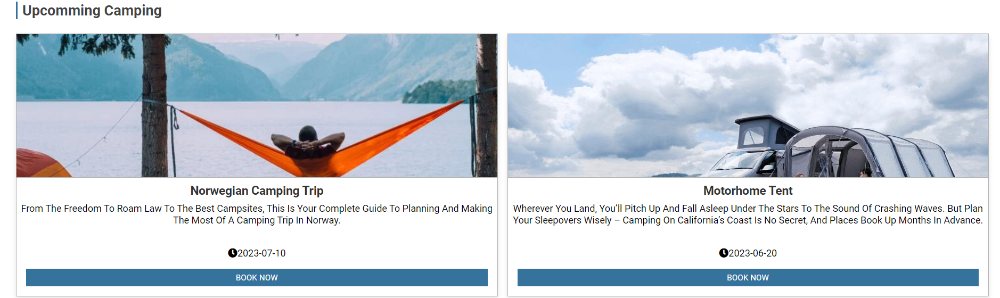 Upcomming Camping
Norwegian Camping Trip
From The Freedom To Roam Law To The Best Campsites, This Is Your Complete Guide To Planning And Making
The Most Of A Camping Trip In Norway.
2023-07-10
BOOK NOW
Motorhome Tent
Wherever You Land, You’ll Pitch Up And Fall Asleep Under The Stars To The Sound Of Crashing Waves. But Plan
Your Sleepovers Wisely – Camping On California’s Coast Is No Secret, And Places Book Up Months In Advance.
2023-06-20
BOOK NOW